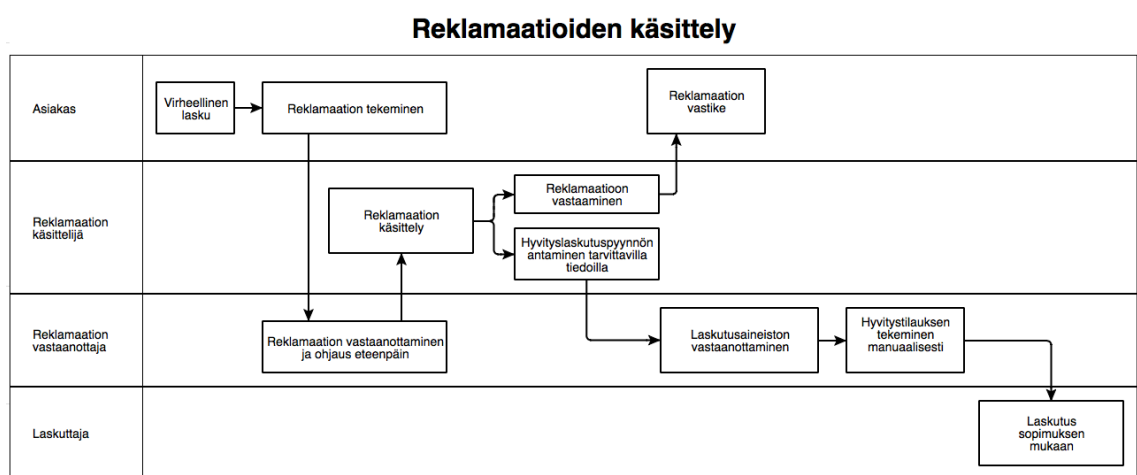 Reklamaatioiden käsittely
Asiakas
Virheellinen
lasku
Reklamaation tekeminen
Reklamaation
vastike
Reklamaation
käsittelijä
Reklamaation
käsittely
Reklamaatioon
vastaaminen
Hyvityslaskutuspyynnön
antaminen tarvittavilla
tiedoilla
Reklamaation
vastaanottaja
Reklamaation vastaanottaminen
ja ohjaus eteenpäin
Laskutusaineiston
vastaanottaminen
Hyvitystilauksen
tekeminen
manuaalisesti
Laskuttaja
Laskutus
sopimuksen
mukaan